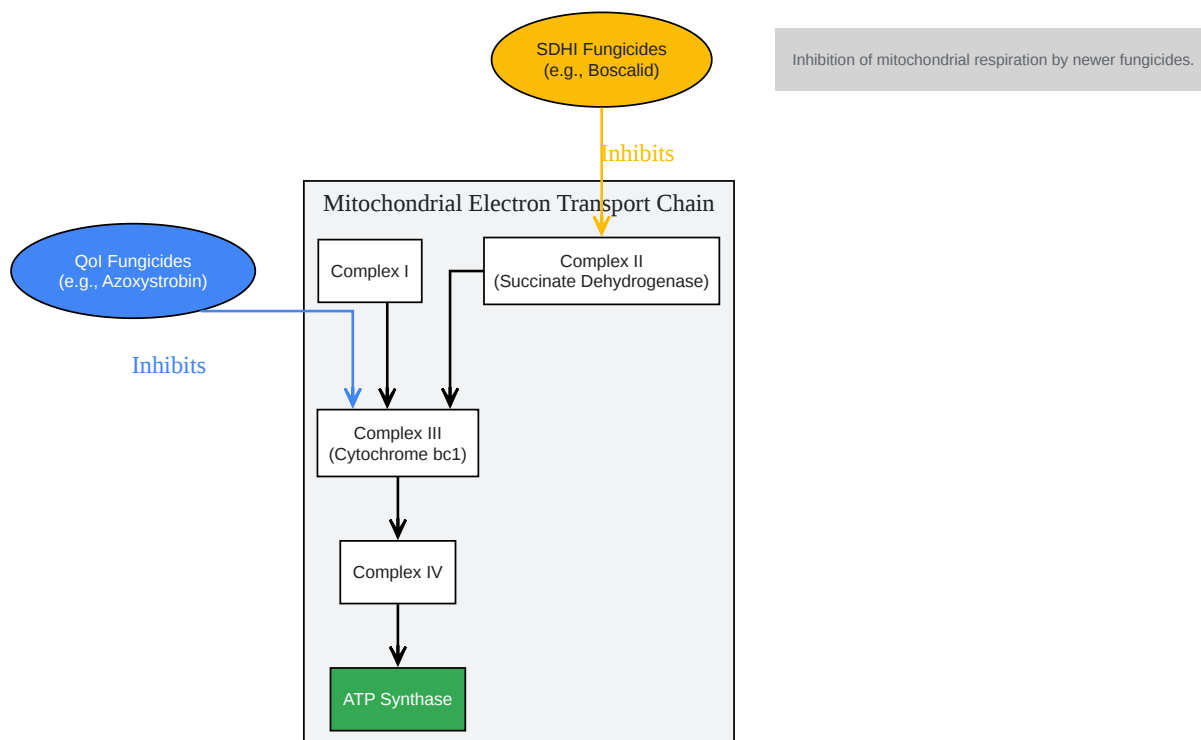 SDHI Fungicides
(e.g., Boscalid)
Inhibition of mitochondrial respiration by newer fungicides.
Inhibits
Mitochondrial Electron Transport Chain
QoI Fungicides
(e.g., Azoxystrobin)
Complex I
Complex II
(Succinate Dehydrogenase)
Inhibits
Complex III
(Cytochrome bc1)
Complex IV
ATP Synthase